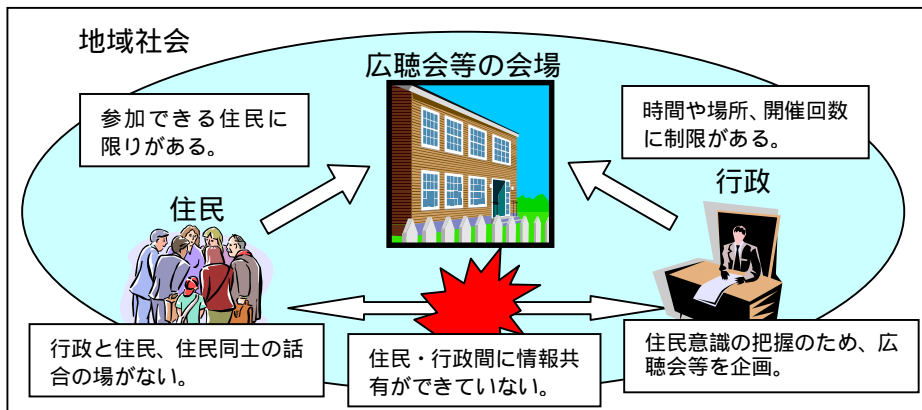 地域社会
広聴会等の会場
参加できる住民に
限りがある。
時間や場所、開催回数
に制限がある。
住民
行政
行政と住民、住民同士の話
合の場がない。
住民・行政間に情報共
有ができていない。
住民意識の把握のため、広
聴会等を企画。